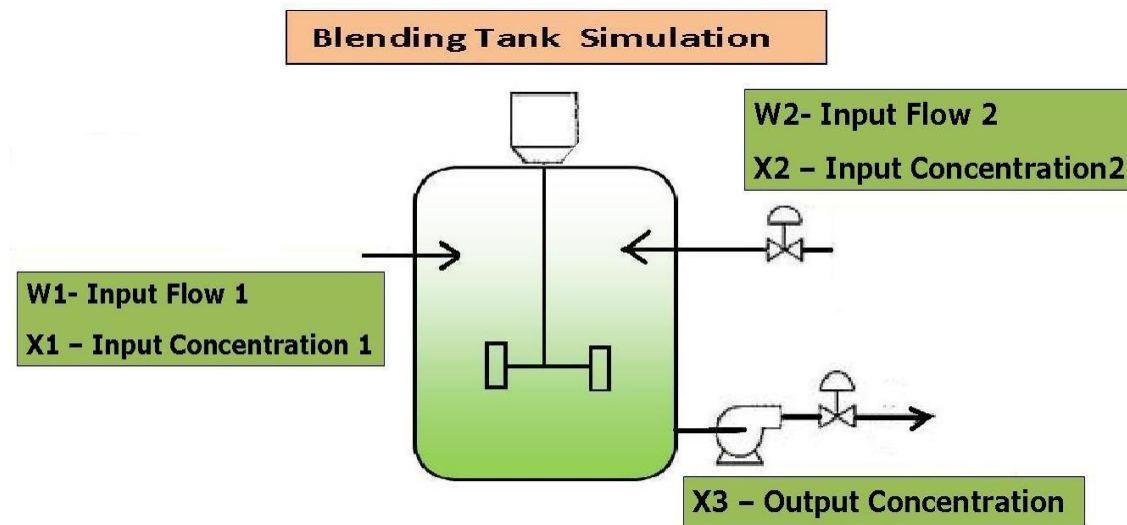 Blending Tank Simulation
W2- Input Flow 2
X2 – Input Concentration2
W1- Input Flow 1
X1 – Input Concentration 1
X3 – Output Concentration